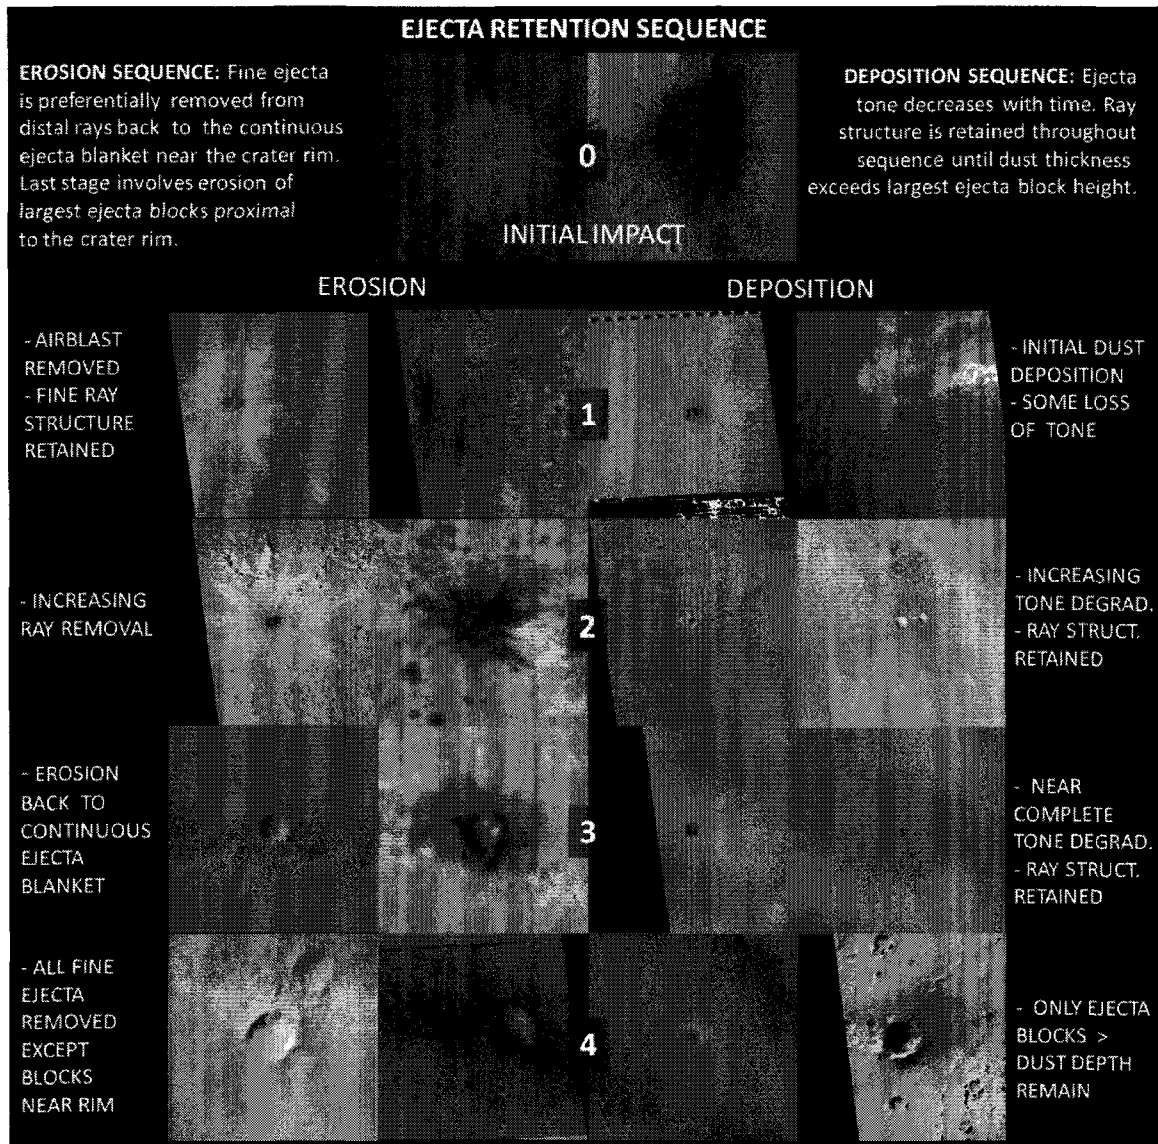 EJECTA RETENTION SEQUENCE
EROSION SEQUENCE: Fine ejecta
is preferentially removed from
distal rays back to the continuous
ejecta blanket near the crater rim.
Last stage involves erosion of
largest ejecta blocks proximal
to the crater rim.
0
INITIAL IMPACT
DEPOSITION SEQUENCE: Ejecta
tone decreases with time. Ray
structure is retained throughout
sequence until dust thickness
exceeds largest ejecta block height.
EROSION
DEPOSITION
- AIRBLAST
REMOVED
- FINE RAY
STRUCTURE
RETAINED
1
- INITIAL DUST
DEPOSITION
- SOME LOSS
OF TONE
- INCREASING
RAY REMOVAL
2
- INCREASING
TONE DEGRAD.
- RAY STRUCT.
RETAINED
- EROSION
BACK TO
CONTINUOUS
EJECTA
BLANKET
3
- NEAR
COMPLETE
TONE DEGRAD.
- RAY STRUCT.
RETAINED
- ALL FINE
EJECTA
REMOVED
EXCEPT
BLOCKS
NEAR RIM
4
- ONLY EJECTA
BLOCKS >
DUST DEPTH
REMAIN